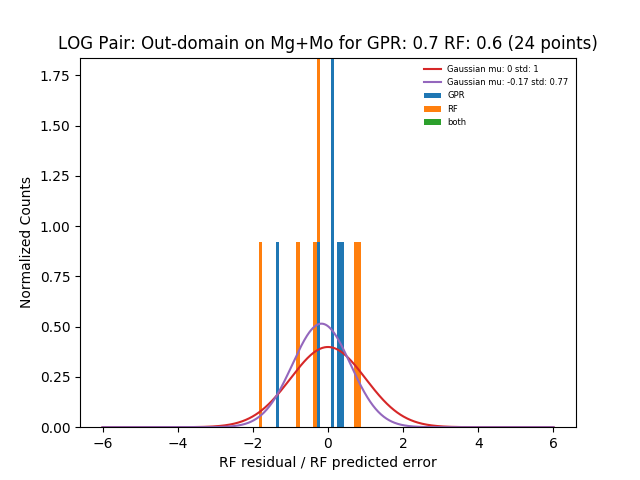 LOG Pair: Out-domain on Mg+Mo for GPR: 0.7 RF: 0.6 (24 points)
Gaussian mu: 0 std: 1
Gaussian mu: -0.17 std: 0.77
GPR
RF
both
Normalized Counts
1.75
1.50
1.25
1.00
0.75
0.50
0.25
0.00
−6 −4 −2 0 2 4 6
RF residual / RF predicted error